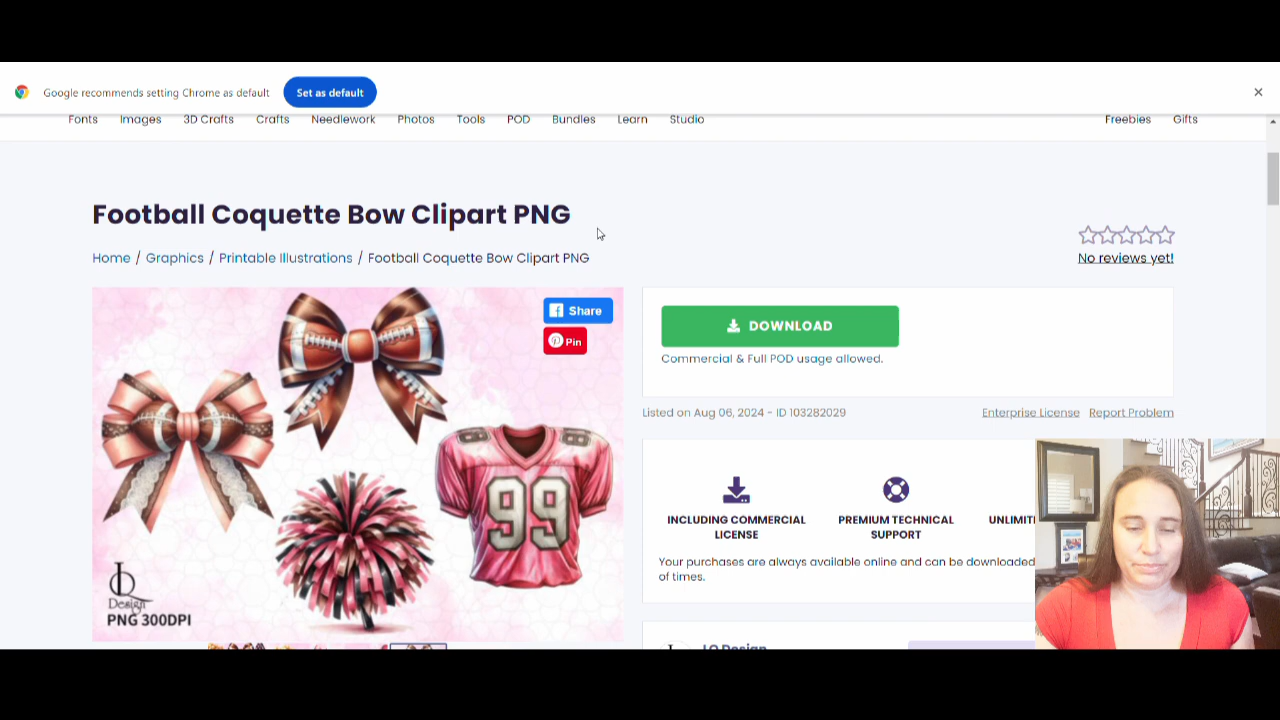 Google recommends setting Chrome as default
Set as default
Fonts Images 3D Crafts Crafts Needlework Photos Tools POD Bundles Learn Studio Freebies Gifts
Football Coquette Bow Clipart PNG
No reviews yet!
Home / Graphics / Printable Illustrations / Football Coquette Bow Clipart PNG
Share
Pin
99
Design
PNG 300DPI
DOWNLOAD
Commercial & Full POD usage allowed.
Listed on Aug 06, 2024 - ID 103282029
Enterprise License Report Problem
INCLUDING COMMERCIAL
LICENSE
PREMIUM TECHNICAL
SUPPORT
Your purchases are always available online and can be downloaded
of times.